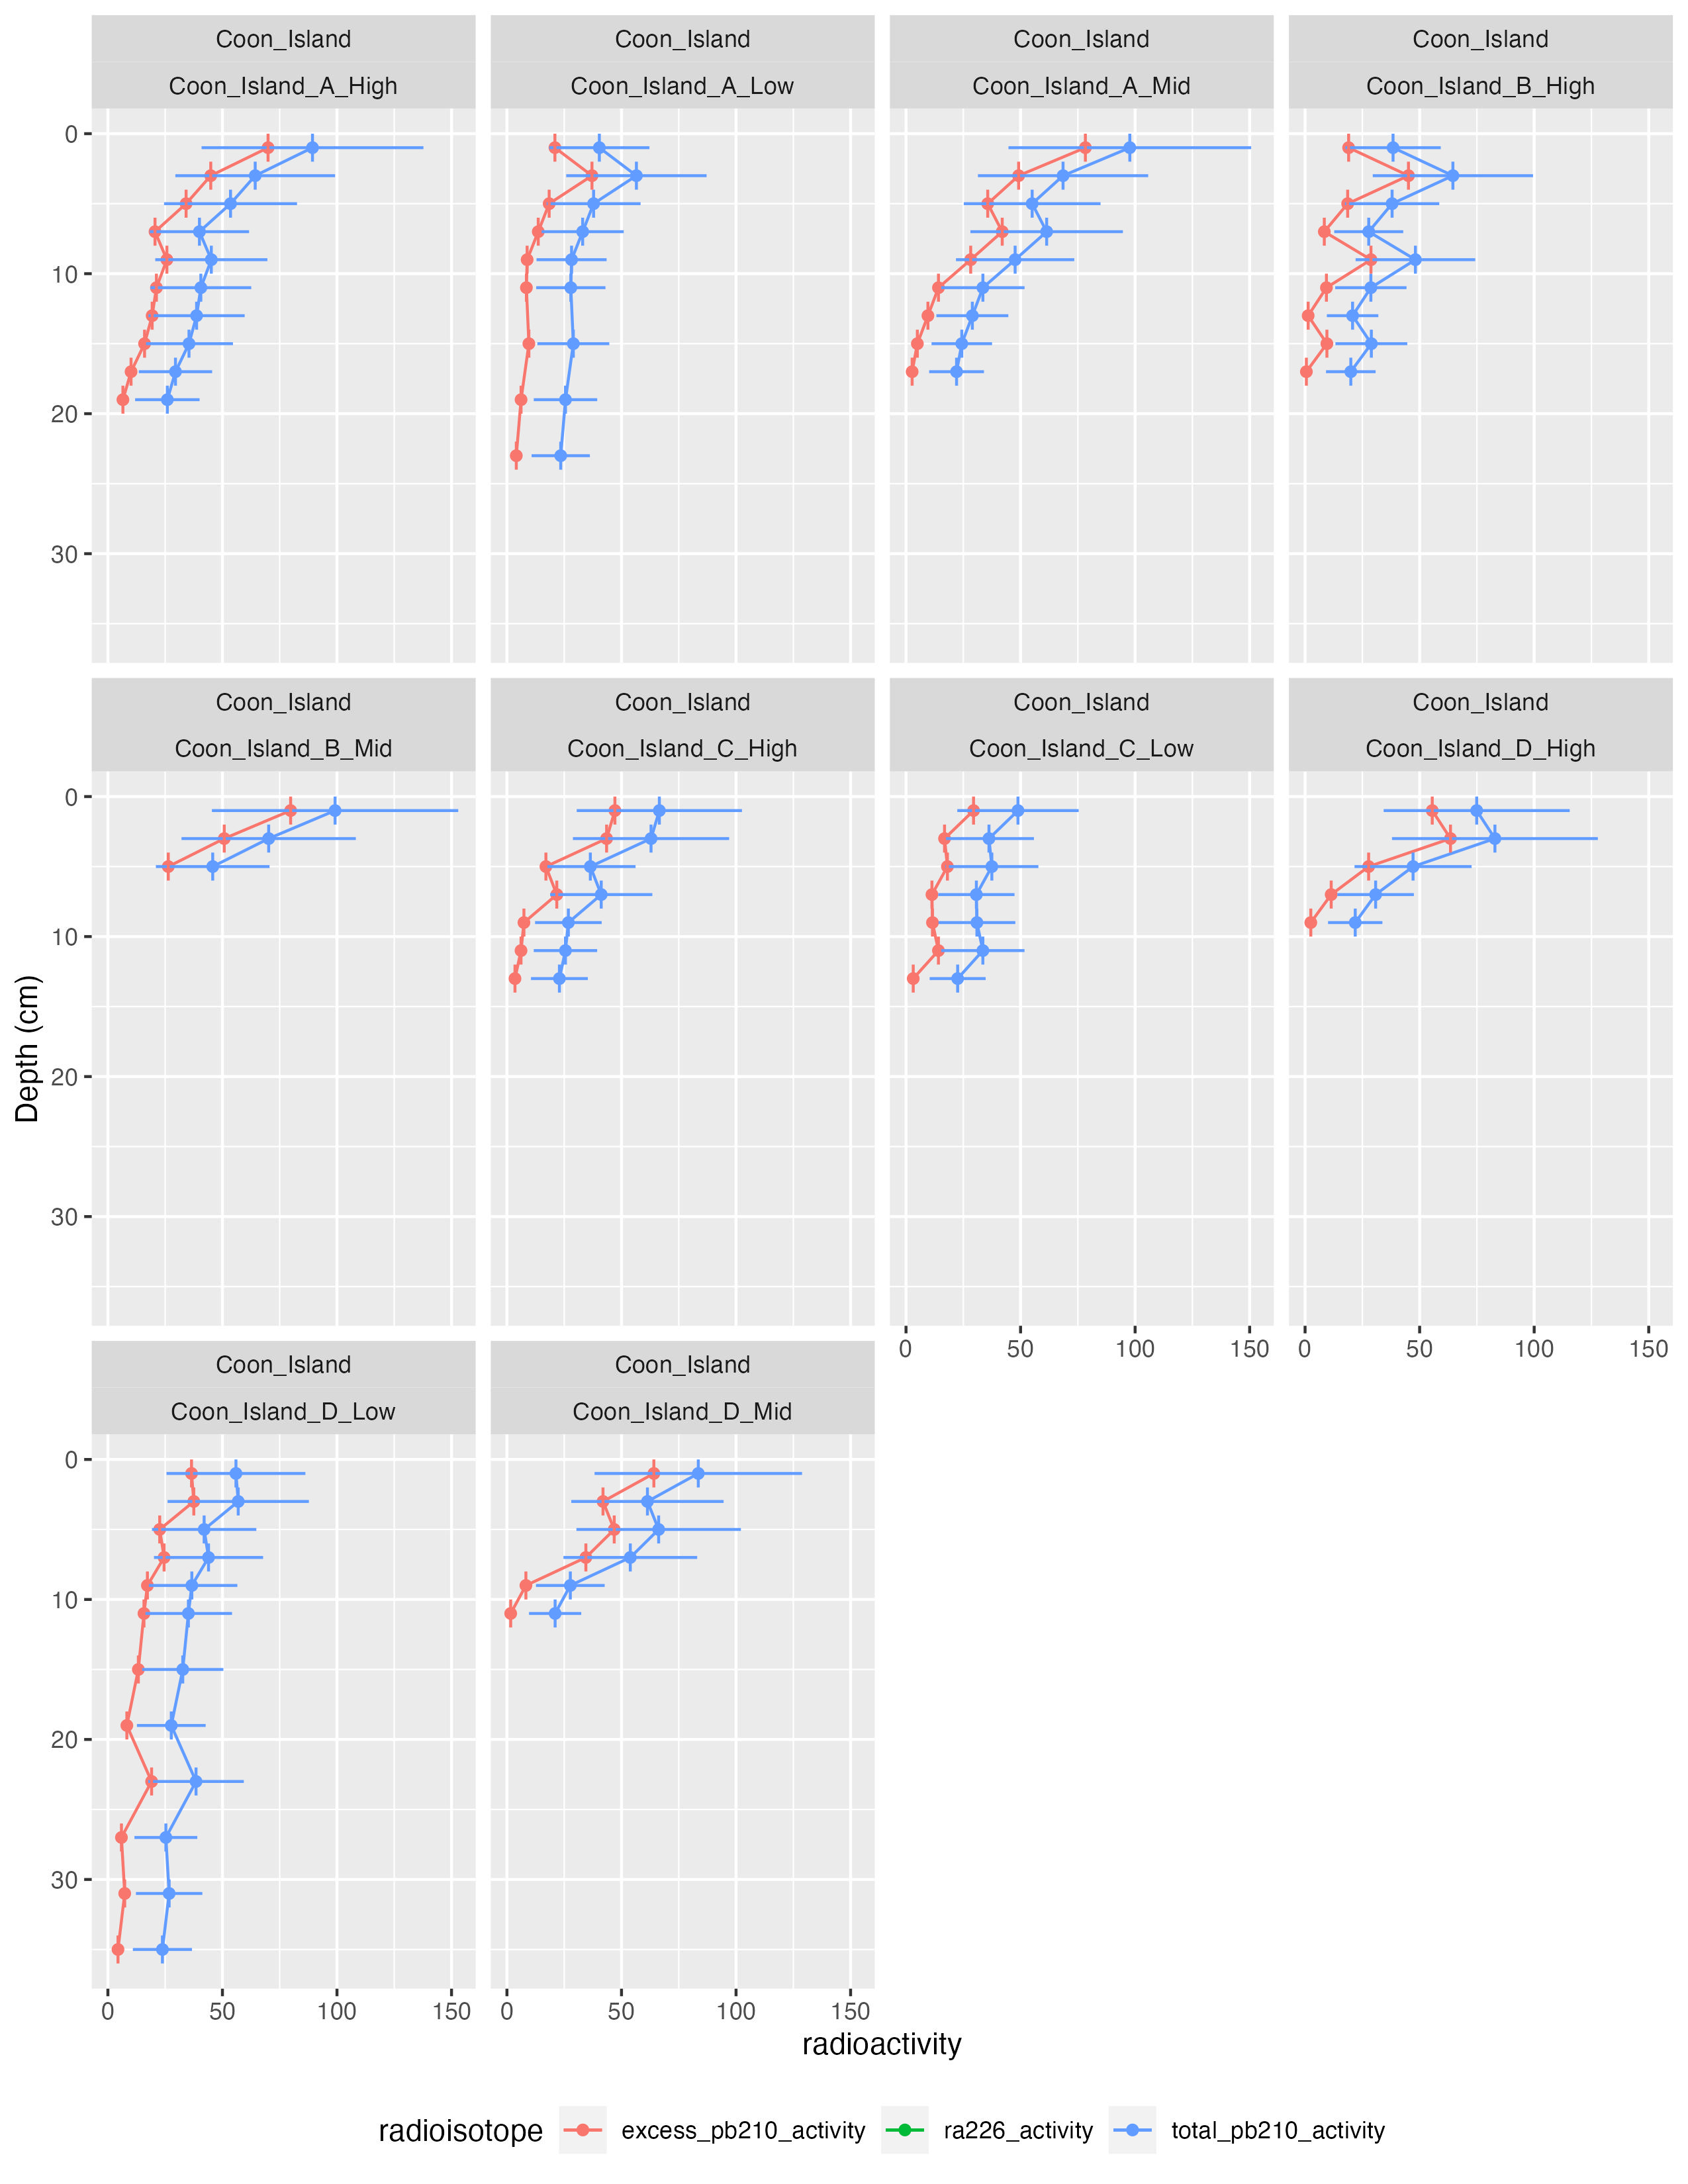 Coon_Island Coon_Island Coon_Island Coon_Island
Coon_Island_A_High Coon_Island_A_Low Coon_Island_A_Mid Coon_Island_B_High
0
10
20
30
Coon_Island Coon_Island Coon_Island Coon_Island
Coon_Island_B_Mid Coon_Island_C_High Coon_Island_C_Low Coon_Island_D_High
0
10
20
30
Depth (cm)
0 50 100 150 0 50 100 150
Coon_Island Coon_Island
Coon_Island_D_Low Coon_Island_D_Mid
0
10
20
30
0 50 100 150 0 50 100 150
radioactivity
radioisotope excess_pb210_activity ra226_activity total_pb210_activity